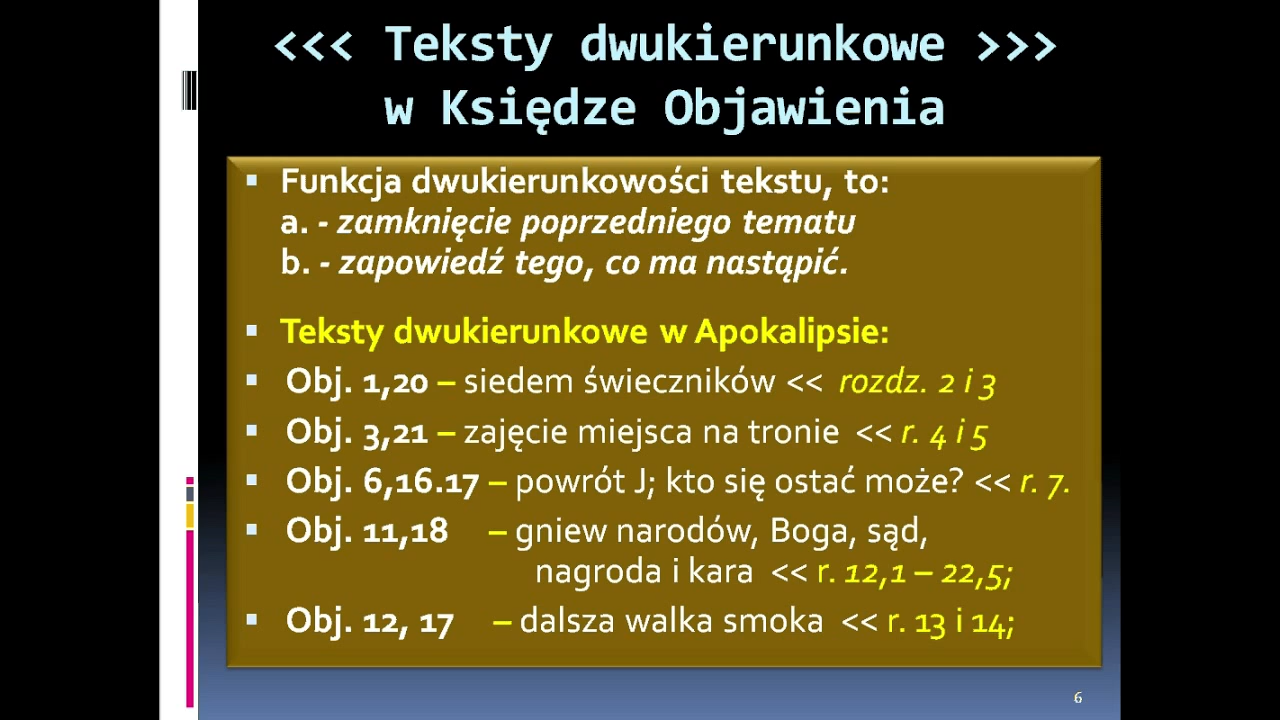 <<< Teksty dwukierunkowe >>>
w Księdze Objawienia
▪ Funkcja dwukierunkowości tekstu, to:
a. - zamknięcie poprzedniego tematu
b. - zapowiedź tego, co ma nastąpić.
▪ Teksty dwukierunkowe w Apokalipsie:
▪ Obj. 1,20 – siedem świeczników << rozdz. 2 i 3
▪ Obj. 3,21 – zajęcie miejsca na tronie << r. 4 i 5
▪ Obj. 6,16.17 – powrót J; kto się ostać może? << r. 7.
▪ Obj. 11,18 – gniew narodów, Boga, sąd,
nagroda i kara << r. 12,1 – 22,5;
▪ Obj. 12, 17 – dalsza walka smoka << r. 13 i 14;
6